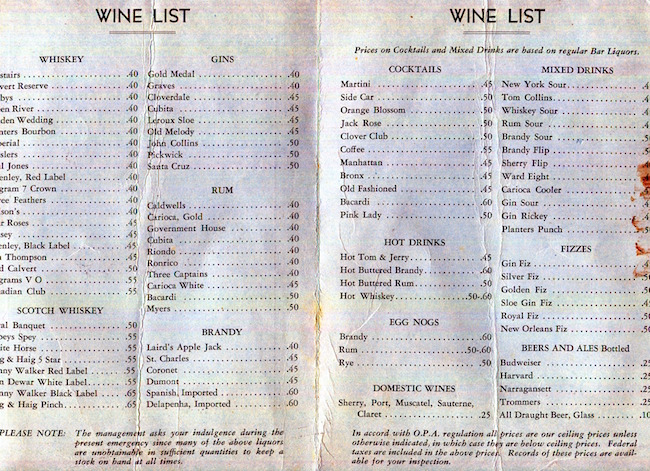 WINE LIST
WHISKEY
stairs .40
vert Reserve .40
bys .40
en River .40
den Wedding .40
nters Bourbon .40
perial .40
slers .40
l Jones .40
enley, Red Label .40
gram 7 Crown .40
ree Feathers .40
son's .40
r Roses .45
sey .45
enley, Black Label .45
Thompson .45
d Calvert .50
grams V O .55
adian Club .55
SCOTCH WHISKEY
al Banquet .50
beys Spey .50
ite Horse .55
g & Haig 5 Star .55
nny Walker Red Label .55
n Dewar White Label .55
nny Walker Black Label .65
g & Haig Pinch .65
GINS
Gold Medal .40
Graves .40
Cloverdale .45
Cubita .45
Leroux Sloe .45
Old Melody .45
John Collins .50
Pickwick .50
Santa Cruz .50
RUM
Caldwells .40
Carioca, Gold .40
Government House .40
Cubita .40
Riondo .40
Ronrico .40
Three Captains .40
Carioca White .45
Bacardi .50
Myers .50
BRANDY
Laird's Apple Jack .40
St. Charles .45
Coronet .45
Dumont .45
Spanish, Imported .60
Delapenha, Imported .60
PLEASE NOTE: The management asks your indulgence during the
present emergency since many of the above liquors
are unobtainable in sufficient quantities to keep a
stock on hand at all times.
WINE LIST
Prices on Cocktails and Mixed Drinks are based on regular Bar Liquors.
COCKTAILS
Martini .45
Side Car .50
Orange Blossom .50
Jack Rose .50
Clover Club .50
Coffee .55
Manhattan .45
Bronx .45
Old Fashioned .45
Bacardi .60
Pink Lady .50
HOT DRINKS
Hot Tom & Jerry .45
Hot Buttered Brandy .60
Hot Buttered Rum .50
Hot Whiskey .50-.60
EGG NOGS
Brandy .60
Rum .50-.60
Rye .50
DOMESTIC WINES
Sherry, Port, Muscatel, Sauterne,
Claret .25
MIXED DRINKS
New York Sour
Tom Collins
Whiskey Sour
Rum Sour
Brandy Sour
Brandy Flip
Sherry Flip
Ward Eight
Carioca Cooler
Gin Sour
Gin Rickey
Planters Punch
FIZZES
Gin Fiz
Silver Fiz
Golden Fiz
Sloe Gin Fiz
Royal Fiz
New Orleans Fiz
BEERS AND ALES Bottled
Budweiser .25
Harvard .25
Narragansett .25
Trommers .25
All Draught Beer, Glass .10
In accord with O.P.A. regulation all prices are our ceiling prices unless
otherwise indicated, in which case they are below ceiling prices. Federal
taxes are included in the above prices. Records of these prices are avail-
able for your inspection.